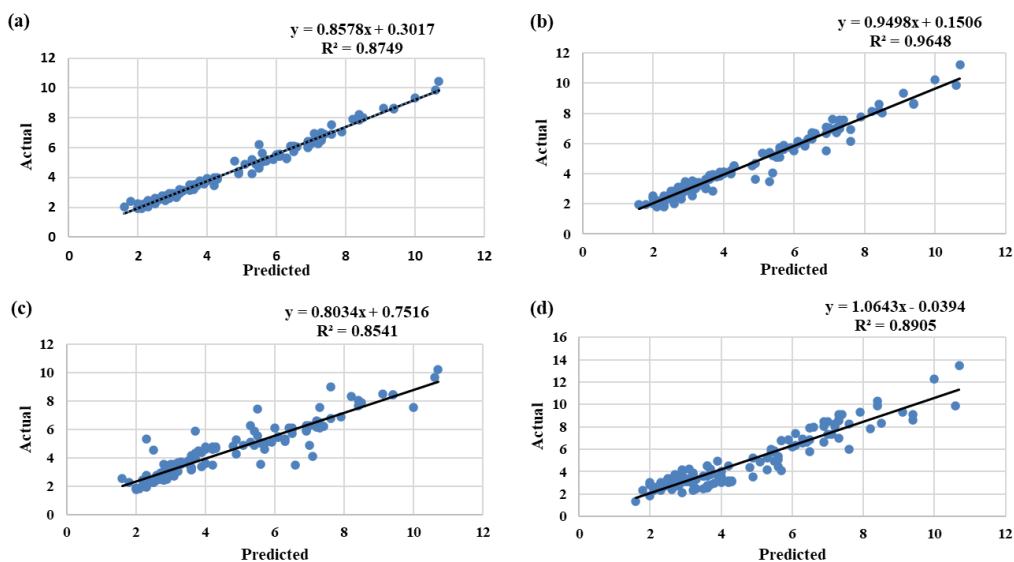 (a)
y = 0.8578x + 0.3017
R² = 0.8749
12
10
8
6
4
2
0
Actual
0 2 4 6 8 10 12
Predicted
(b)
y = 0.9498x + 0.1506
R² = 0.9648
12
10
8
6
4
2
0
Actual
0 2 4 6 8 10 12
Predicted
(c)
y = 0.8034x + 0.7516
R² = 0.8541
12
10
8
6
4
2
0
Actual
0 2 4 6 8 10 12
Predicted
(d)
y = 1.0643x - 0.0394
R² = 0.8905
16
14
12
10
8
6
4
2
0
Actual
0 2 4 6 8 10 12
Predicted